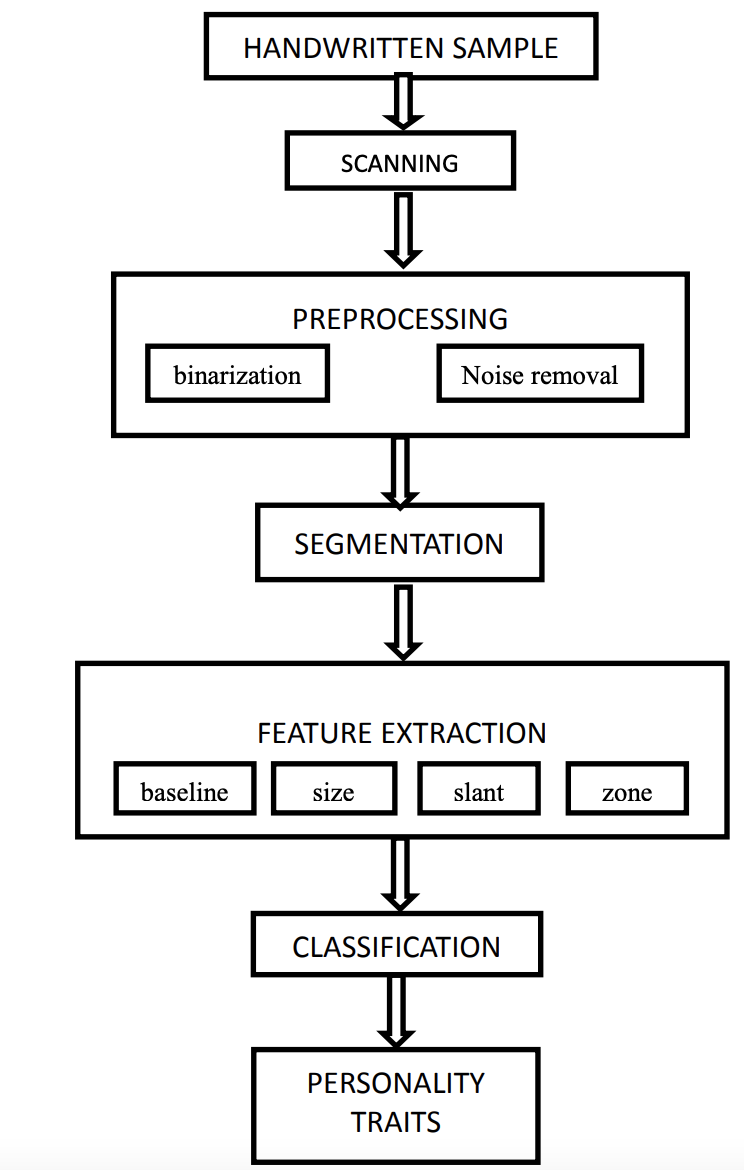 HANDWRITTEN SAMPLE
SCANNING
PREPROCESSING
binarization
Noise removal
SEGMENTATION
FEATURE EXTRACTION
baseline
size
slant
zone
CLASSIFICATION
PERSONALITY
TRAITS